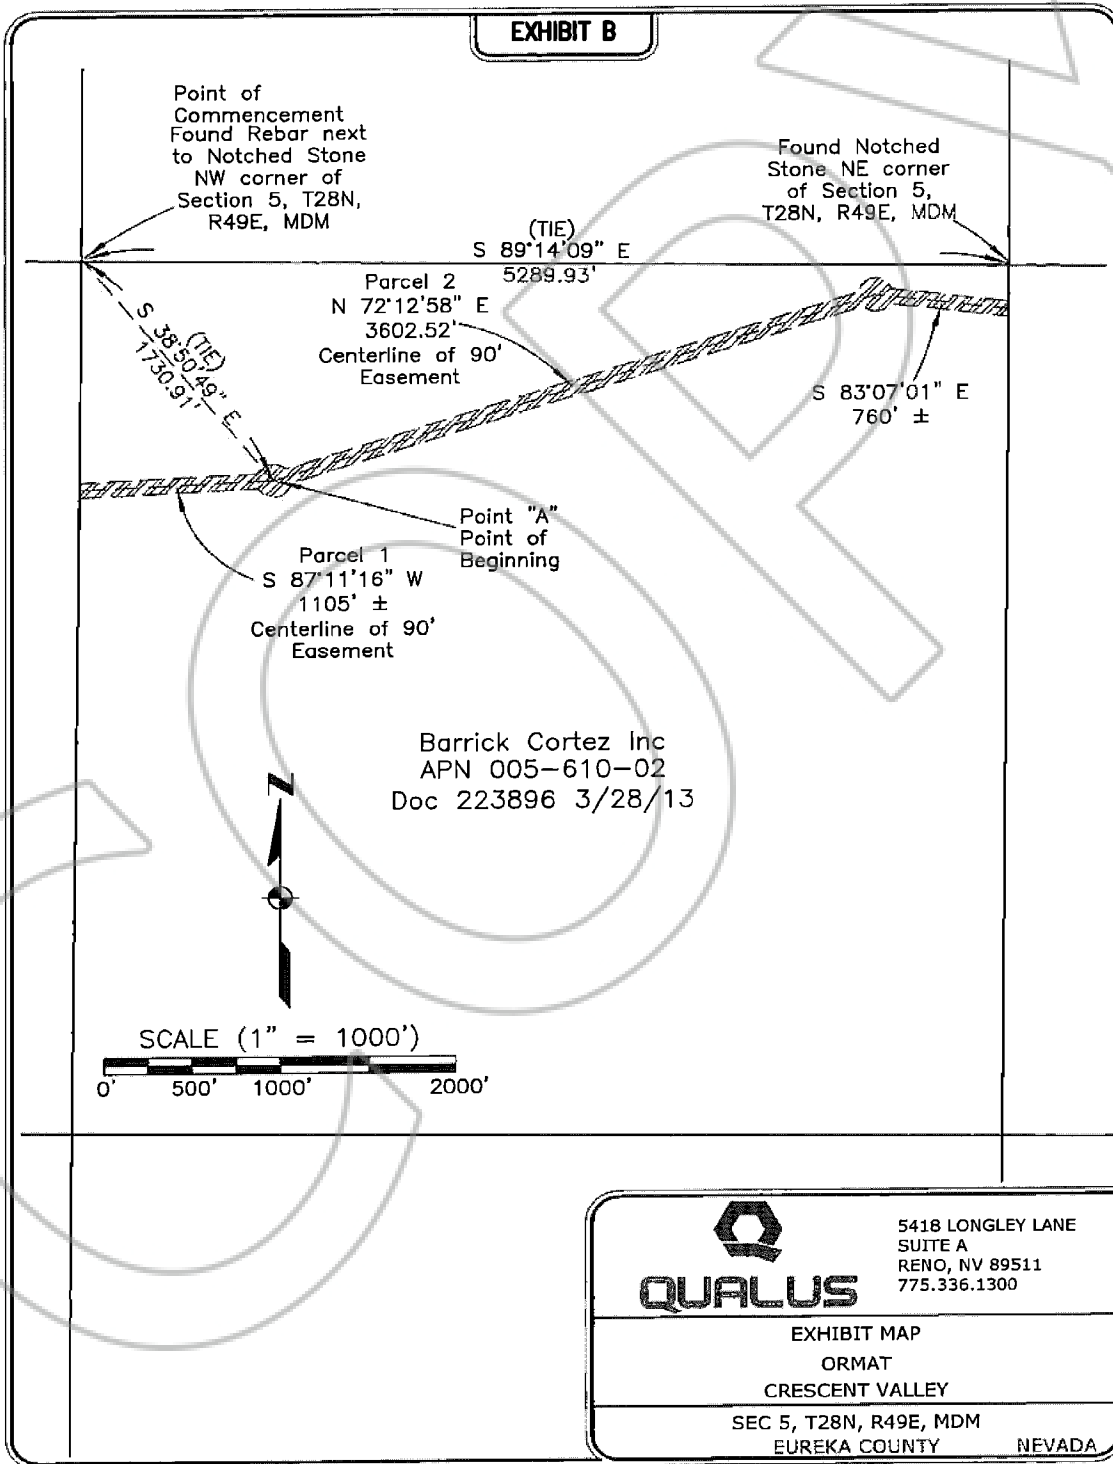 EXHIBIT B
Point of
Commencement
Found Rebar next
to Notched Stone
NW corner of
Section 5, T28N,
R49E, MDM
Found Notched
Stone NE corner
of Section 5,
T28N, R49E, MDM
(TIE)
S 89°14'09" E
5289.93'
Parcel 2
N 72°12'58" E
3602.52'
Centerline of 90'
Easement
(TIE)
S 38°50'49" E
1730.91'
S 83°07'01" E
760' ±
Point "A"
Point of
Beginning
Parcel 1
S 87°11'16" W
1105' ±
Centerline of 90'
Easement
Barrick Cortez Inc
APN 005-610-02
Doc 223896 3/28/13
N
SCALE (1" = 1000')
0' 500' 1000' 2000'
QUALUS
5418 LONGLEY LANE
SUITE A
RENO, NV 89511
775.336.1300
EXHIBIT MAP
ORMAT
CRESCENT VALLEY
SEC 5, T28N, R49E, MDM
EUREKA COUNTY NEVADA
COPY